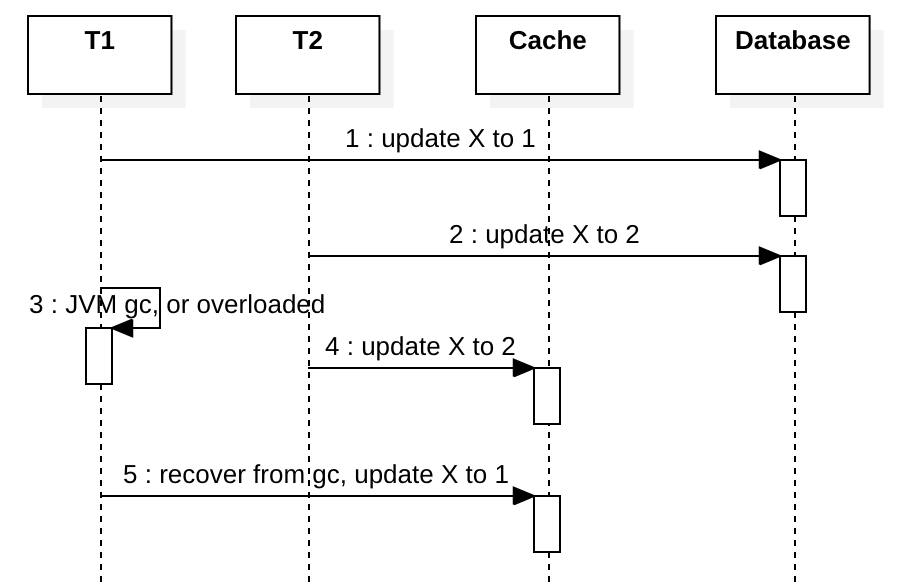 T1
T2
Cache
Database
1 : update X to 1
2 : update X to 2
3 : JVM gc, or overloaded
4 : update X to 2
5 : recover from gc, update X to 1